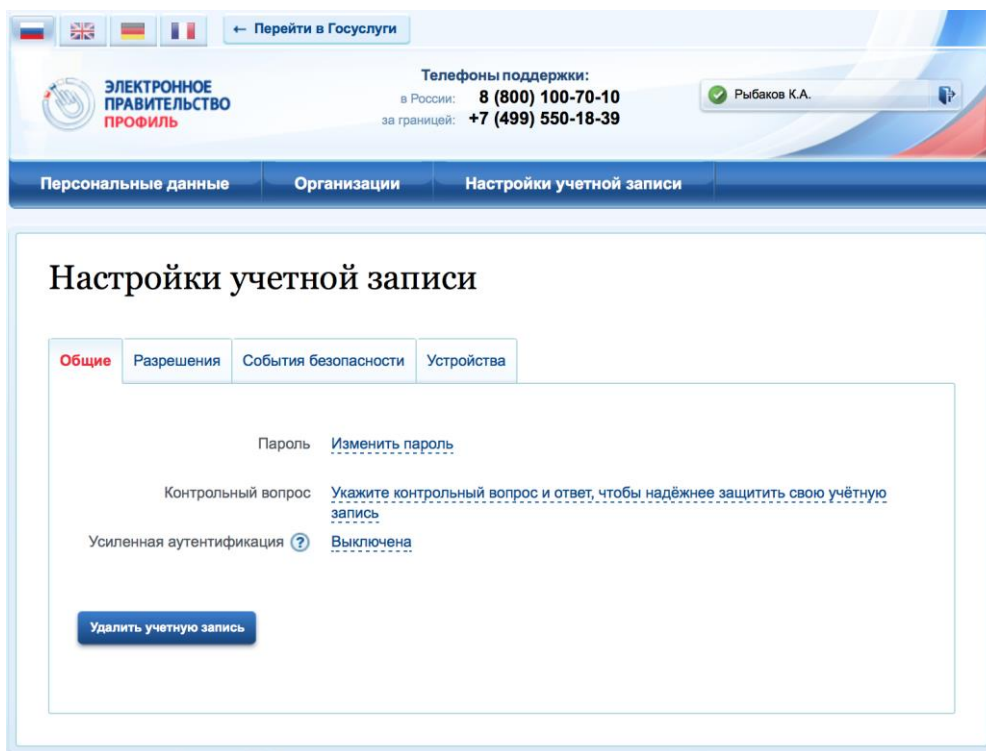 ← Перейти в Госуслуги
ЭЛЕКТРОННОЕ
ПРАВИТЕЛЬСТВО
ПРОФИЛЬ
Телефоны поддержки:
в России: 8 (800) 100-70-10
за границей: +7 (499) 550-18-39
Рыбаков К.А.
Персональные данные Организации Настройки учетной записи
Настройки учетной записи
Общие Разрешения События безопасности Устройства
Пароль Изменить пароль
Контрольный вопрос Укажите контрольный вопрос и ответ, чтобы надёжнее защитить свою учётную
запись
Усиленная аутентификация ? Выключена
Удалить учетную запись